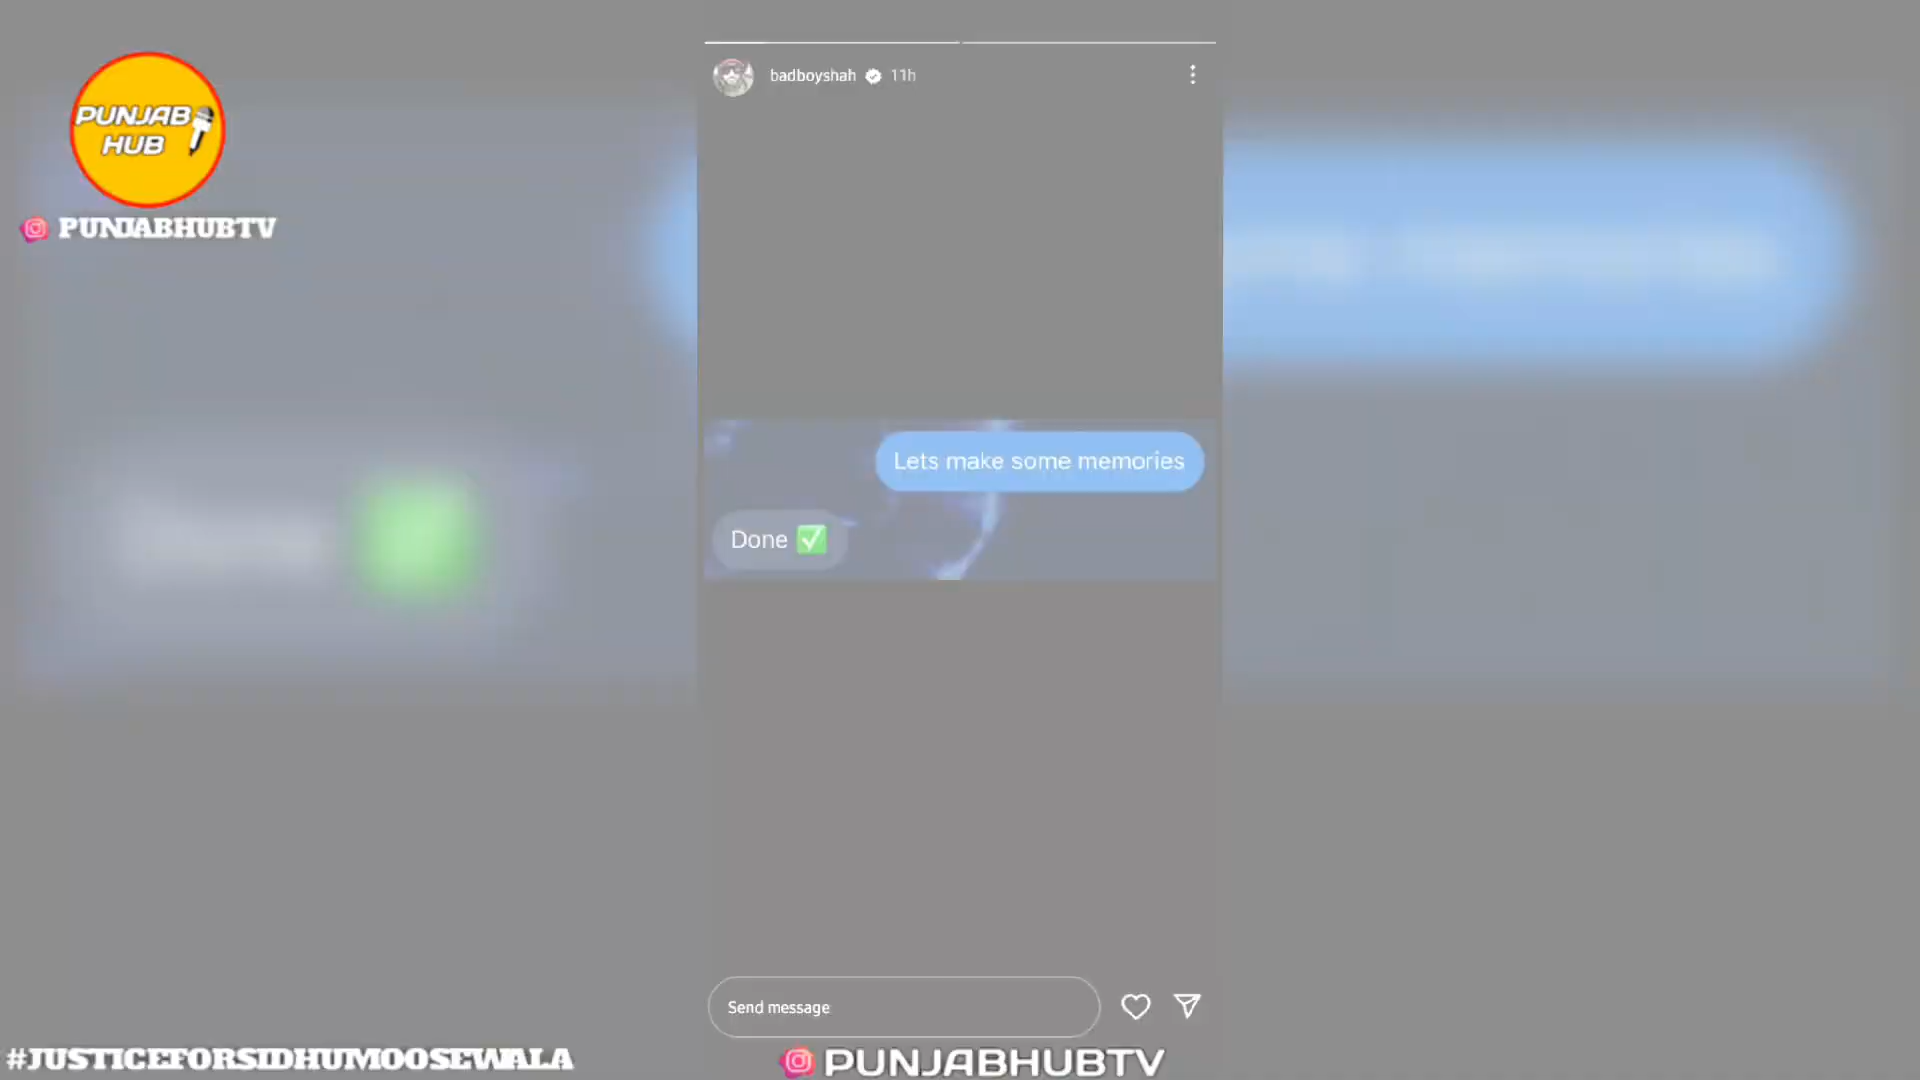 PUNJAB
HUB
PUNJABHUBTV
badboyshah 11h
Lets make some memories
Done ✅
Send message
#JUSTICEFORSIDHUMOOSEWALA
PUNJABHUBTV